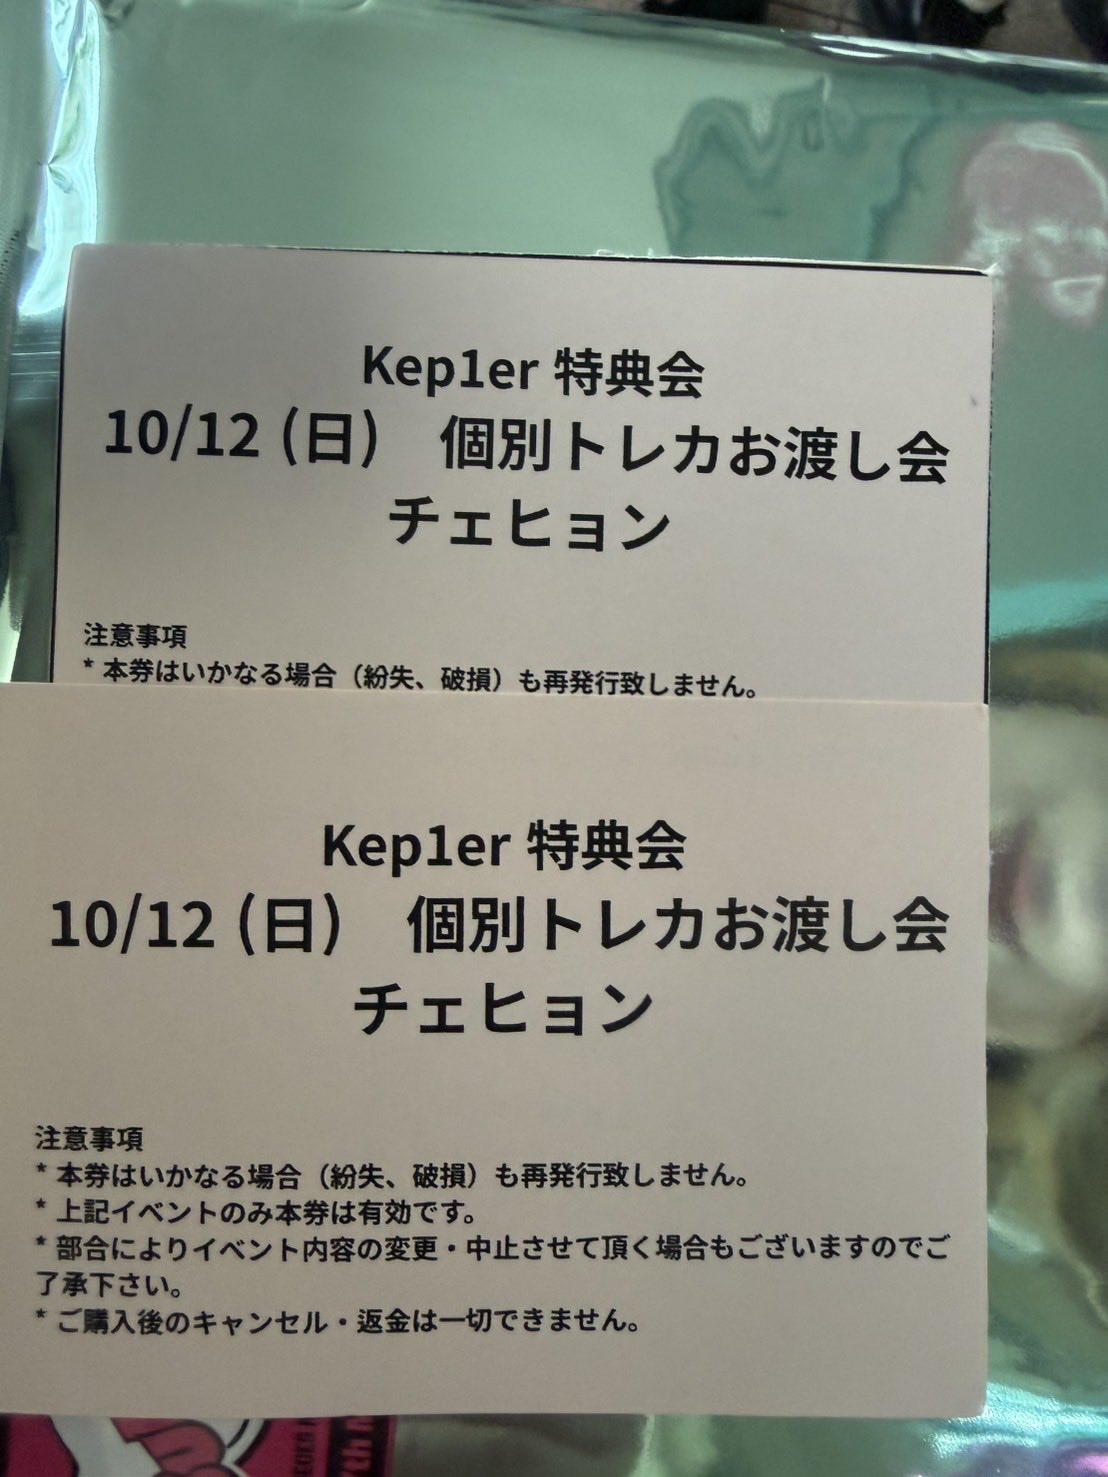 Kep1er 特典会
10/12 (日)　個別トレカお渡し会
チェヒョン
注意事項
* 本券はいかなる場合（紛失、破損）も再発行致しません。
Kep1er 特典会
10/12 (日)　個別トレカお渡し会
チェヒョン
注意事項
* 本券はいかなる場合（紛失、破損）も再発行致しません。
* 上記イベントのみ本券は有効です。
* 部合によりイベント内容の変更・中止させて頂く場合もございますのでご
了承下さい。
* ご購入後のキャンセル・返金は一切できません。